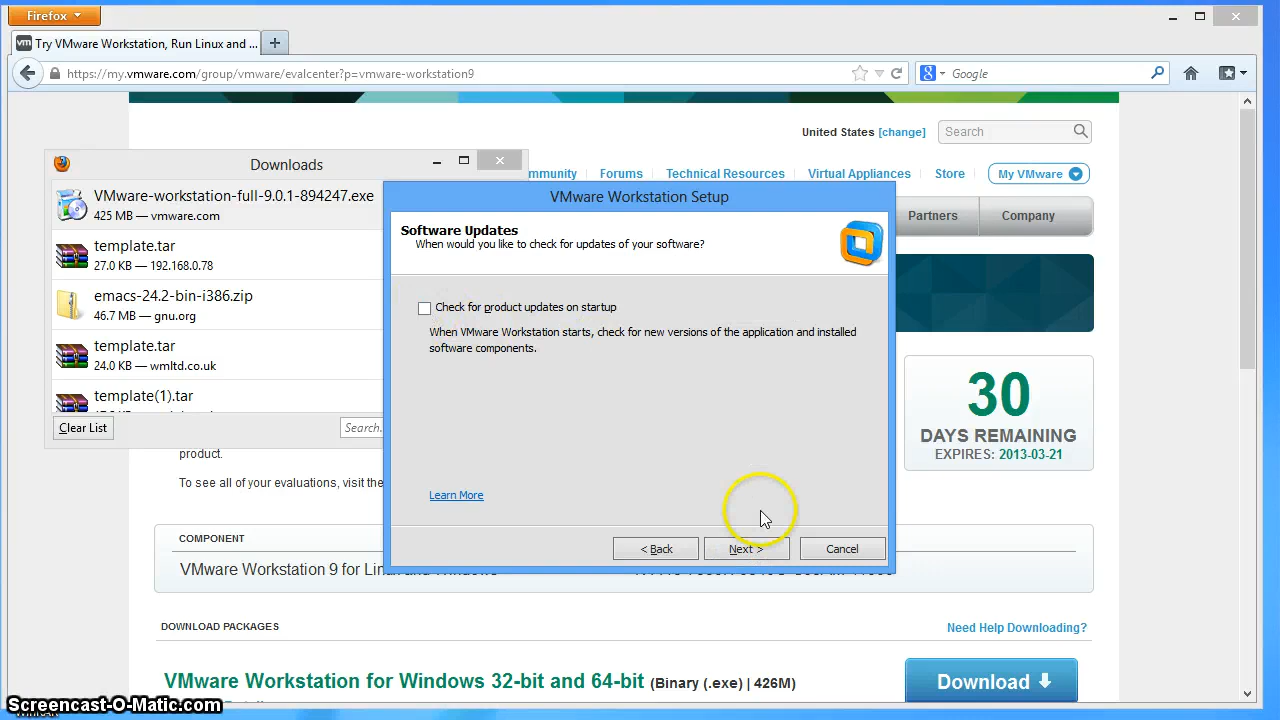 Firefox
vm Try VMware Workstation, Run Linux and ... +
https://my.vmware.com/group/vmware/evalcenter?p=vmware-workstation9
Google
United States [change]
Search
Downloads
mmunity Forums Technical Resources Virtual Appliances Store My VMware
VMware-workstation-full-9.0.1-894247.exe
425 MB — vmware.com
template.tar
27.0 KB — 192.168.0.78
emacs-24.2-bin-i386.zip
46.7 MB — gnu.org
template.tar
24.0 KB — wmltd.co.uk
template(1).tar
Clear List
Search...
VMware Workstation Setup
Software Updates
When would you like to check for updates of your software?
Check for product updates on startup
When VMware Workstation starts, check for new versions of the application and installed
software components.
Learn More
< Back
Next >
Cancel
Partners Company
30
DAYS REMAINING
EXPIRES: 2013-03-21
product.
To see all of your evaluations, visit the
COMPONENT
VMware Workstation 9 for Linux and Windows
DOWNLOAD PACKAGES
Need Help Downloading?
VMware Workstation for Windows 32-bit and 64-bit (Binary (.exe) | 426M)
Download
Screencast-O-Matic.com